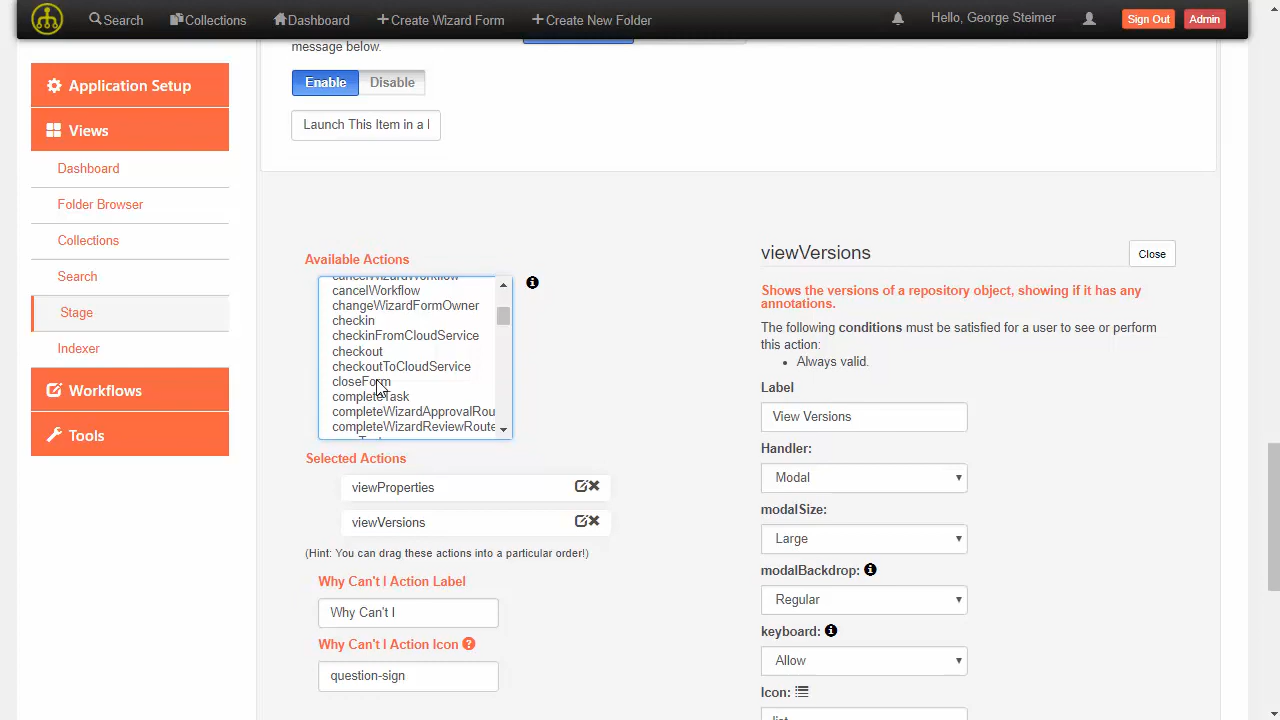 Search
Collections
Dashboard
Create Wizard Form
Create New Folder
Hello, George Steimer
Sign Out
Admin
message below.
Enable
Disable
Launch This Item in a
Application Setup
Views
Dashboard
Folder Browser
Collections
Search
Stage
Indexer
Workflows
Tools
Available Actions
cancelWizardWorkflow
cancelWorkflow
changeWizardFormOwner
checkin
checkinFromCloudService
checkout
checkoutToCloudService
closeForm
completeTask
completeWizardApprovalRou
completeWizardReviewRoute
Selected Actions
viewProperties
viewVersions
(Hint: You can drag these actions into a particular order!)
Why Can't I Action Label
Why Can't I
Why Can't I Action Icon
question-sign
viewVersions
Close
Shows the versions of a repository object, showing if it has any
annotations.
The following conditions must be satisfied for a user to see or perform
this action:
• Always valid.
Label
View Versions
Handler:
Modal
modalSize:
Large
modalBackdrop:
Regular
keyboard:
Allow
Icon:
list